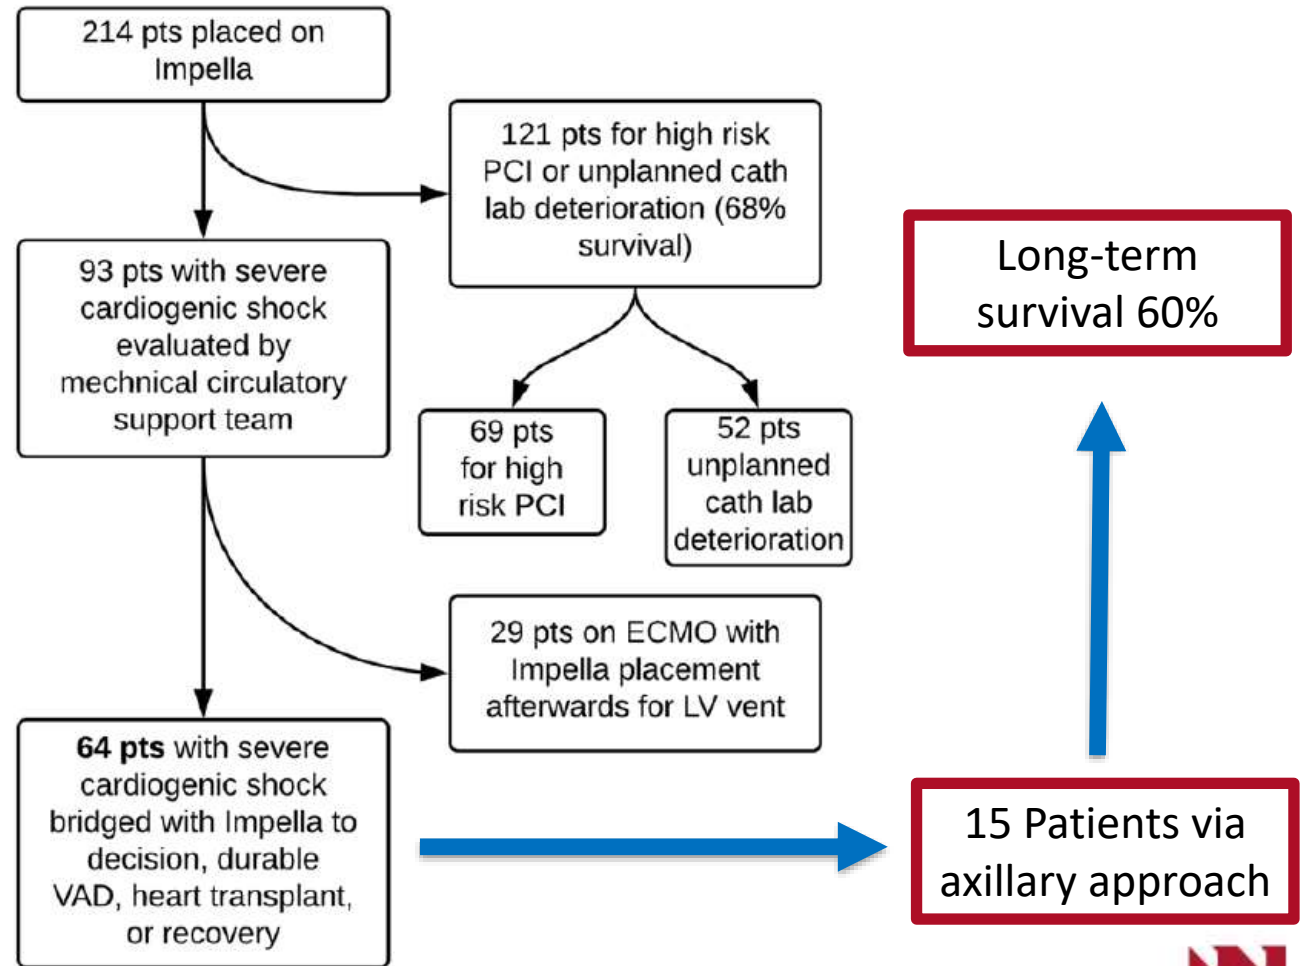 214 pts placed on
Impella
121 pts for high risk
PCI or unplanned cath
lab deterioration (68%
survival)
93 pts with severe
cardiogenic shock
evaluated by
mechnical circulatory
support team
69 pts
for high
risk PCI
52 pts
unplanned
cath lab
deterioration
Long-term
survival 60%
29 pts on ECMO with
Impella placement
afterwards for LV vent
64 pts with severe
cardiogenic shock
bridged with Impella to
decision, durable
VAD, heart transplant,
or recovery
15 Patients via
axillary approach